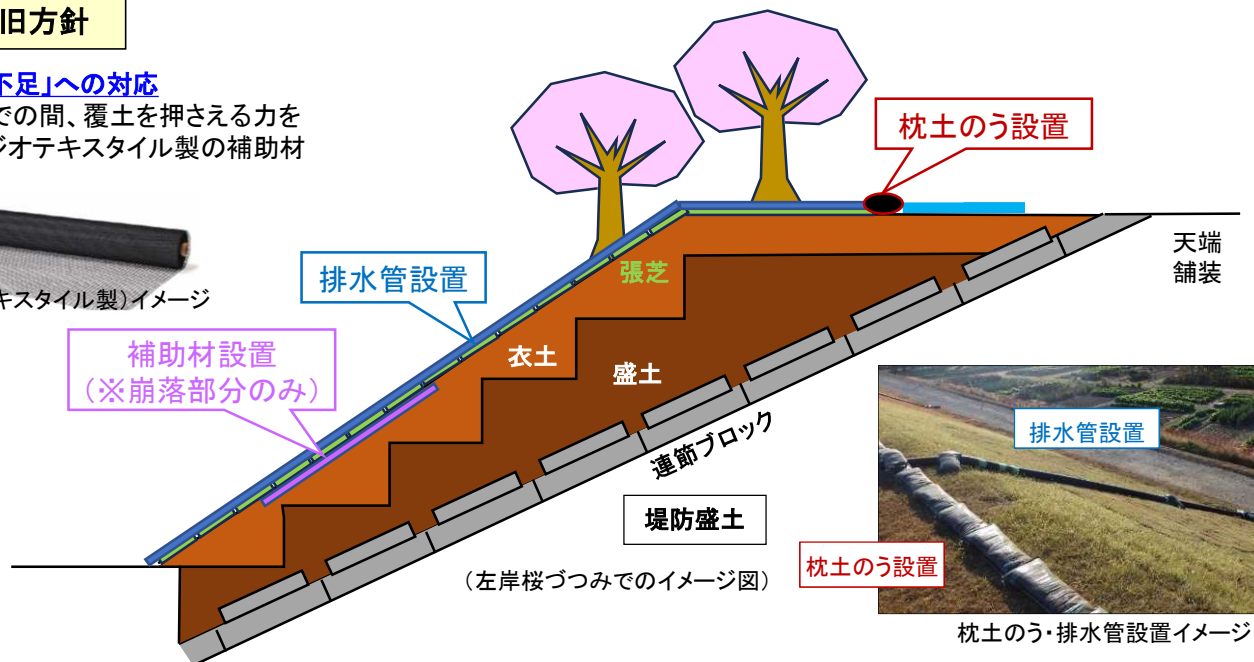 旧方針
不足」への対応
での間、覆土を押さえる力を
ジオテキスタイル製の補助材
キスタイル製)イメージ
枕土のう設置
排水管設置
補助材設置
(※崩落部分のみ)
張芝
衣土
盛土
天端
舗装
連節ブロック
堤防盛土
(左岸桜づつみでのイメージ図)
排水管設置
枕土のう設置
枕土のう・排水管設置イメージ